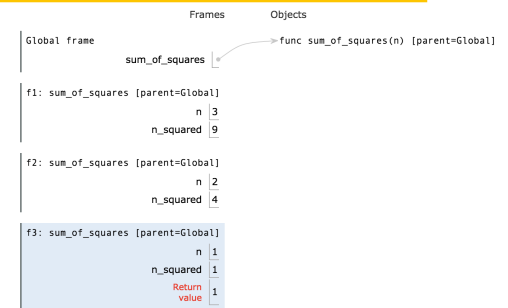 Frames Objects
Global frame func sum_of_squares(n) [parent=Global]
sum_of_squares
f1: sum_of_squares [parent=Global]
n 3
n_squared 9
f2: sum_of_squares [parent=Global]
n 2
n_squared 4
f3: sum_of_squares [parent=Global]
n 1
n_squared 1
Return
value 1